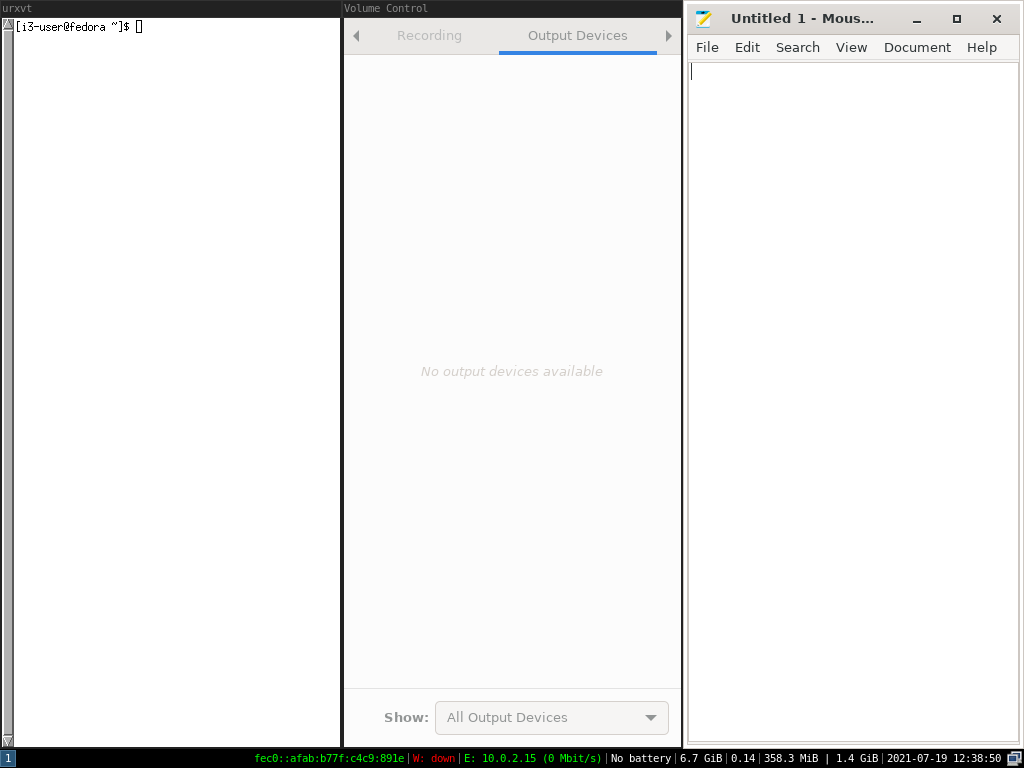 urxvt
[i3-user@fedora ~]$
Volume Control
Recording
Output Devices
No output devices available
Show:
All Output Devices
Untitled 1 - Mous...
File Edit Search View Document Help
1
fec0::afab:b77f:c4c9:891e|W: down|E: 10.0.2.15 (0 Mbit/s)|No battery|6.7 GiB|0.14|358.3 MiB | 1.4 GiB|2021-07-19 12:38:50